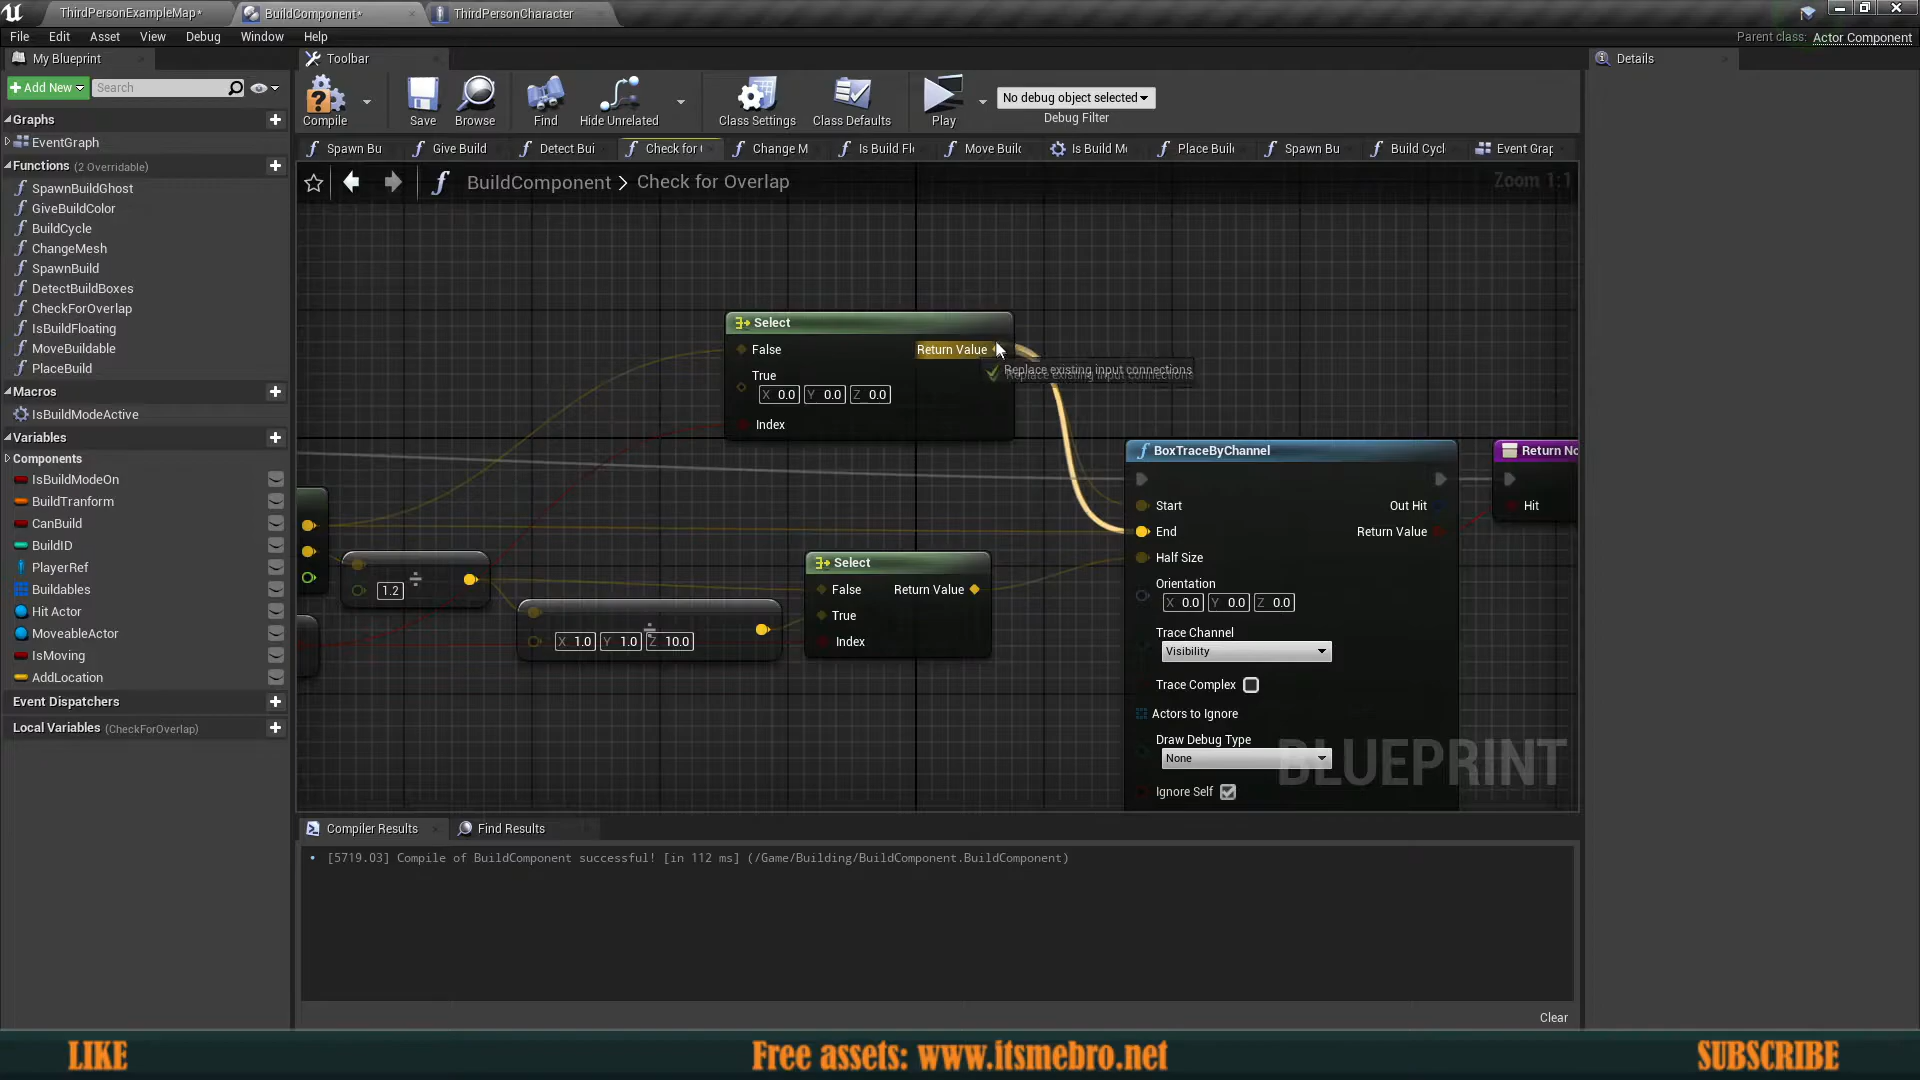 ThirdPersonExampleMap*
BuildComponent*
ThirdPersonCharacter
File Edit Asset View Debug Window Help
Parent class: Actor Component
My Blueprint
Toolbar
Details
Add New
Search
Compile
Save
Browse
Find
Hide Unrelated
Class Settings
Class Defaults
Play
No debug object selected
Debug Filter
Graphs
EventGraph
Functions (2 Overridable)
SpawnBuildGhost
GiveBuildColor
BuildCycle
ChangeMesh
SpawnBuild
DetectBuildBoxes
CheckForOverlap
IsBuildFloating
MoveBuildable
PlaceBuild
Macros
IsBuildModeActive
Variables
Components
IsBuildModeOn
BuildTranform
CanBuild
BuildID
PlayerRef
Buildables
Hit Actor
MoveableActor
IsMoving
AddLocation
Event Dispatchers
Local Variables (CheckForOverlap)
Spawn Bu
Give Build
Detect Bui
Check for
Change M
Is Build Fl
Move Build
Is Build M
Place Buil
Spawn Bu
Build Cycl
Event Grap
BuildComponent > Check for Overlap
Zoom 1:1
Select
False
Return Value
True
X 0.0 Y 0.0 Z 0.0
Index
Replace existing input connections
1.2
X 1.0 Y 1.0 Z 10.0
Select
False
Return Value
True
Index
BoxTraceByChannel
Start
Out Hit
End
Return Value
Half Size
Orientation
X 0.0 Y 0.0 Z 0.0
Trace Channel
Visibility
Trace Complex
Actors to Ignore
Draw Debug Type
None
Ignore Self
Return No
Hit
BLUEPRINT
Compiler Results
Find Results
[5719.03] Compile of BuildComponent successful! [in 112 ms] (/Game/Building/BuildComponent.BuildComponent)
Clear
LIKE
Free assets: www.itsmebro.net
SUBSCRIBE